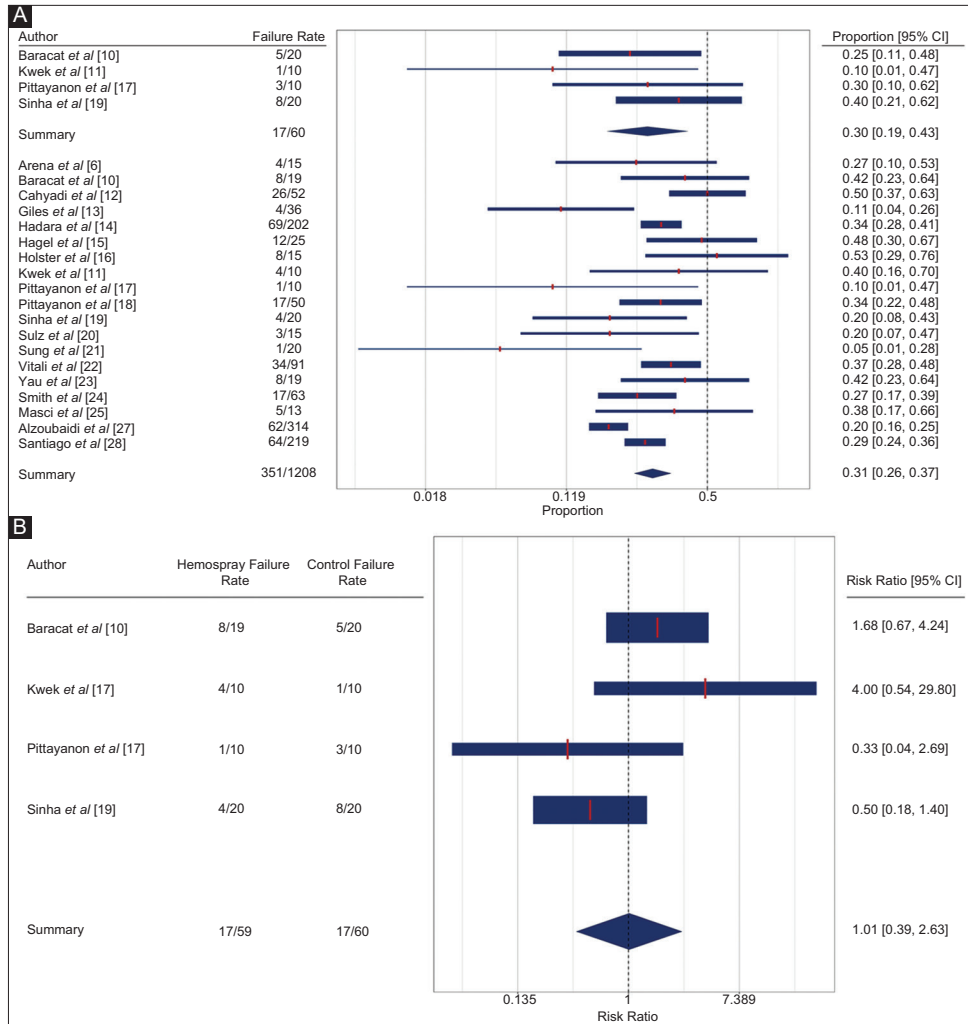 A
Author Failure Rate Proportion [95% CI]
Baracat et al [10] 5/20 0.25 [0.11, 0.48]
Kwek et al [11] 1/10 0.10 [0.01, 0.47]
Pittayanon et al [17] 3/10 0.30 [0.10, 0.62]
Sinha et al [19] 8/20 0.40 [0.21, 0.62]
Summary 17/60 0.30 [0.19, 0.43]
Arena et al [6] 4/15 0.27 [0.10, 0.53]
Baracat et al [10] 8/19 0.42 [0.23, 0.64]
Cahyadi et al [12] 26/52 0.50 [0.37, 0.63]
Giles et al [13] 4/36 0.11 [0.04, 0.26]
Hadara et al [14] 69/202 0.34 [0.28, 0.41]
Hagel et al [15] 12/25 0.48 [0.30, 0.67]
Holster et al [16] 8/15 0.53 [0.29, 0.76]
Kwek et al [11] 4/10 0.40 [0.16, 0.70]
Pittayanon et al [17] 1/10 0.10 [0.01, 0.47]
Pittayanon et al [18] 17/50 0.34 [0.22, 0.48]
Sinha et al [19] 4/20 0.20 [0.08, 0.43]
Sulz et al [20] 3/15 0.20 [0.07, 0.47]
Sung et al [21] 1/20 0.05 [0.01, 0.28]
Vitali et al [22] 34/91 0.37 [0.28, 0.48]
Yau et al [23] 8/19 0.42 [0.23, 0.64]
Smith et al [24] 17/63 0.27 [0.17, 0.39]
Masci et al [25] 5/13 0.38 [0.17, 0.66]
Alzoubaidi et al [27] 62/314 0.20 [0.16, 0.25]
Santiago et al [28] 64/219 0.29 [0.24, 0.36]
Summary 351/1208 0.31 [0.26, 0.37]
0.018 0.119 0.5
Proportion
B
Author Hemospray Failure Control Failure Risk Ratio [95% CI]
Rate Rate
Baracat et al [10] 8/19 5/20 1.68 [0.67, 4.24]
Kwek et al [17] 4/10 1/10 4.00 [0.54, 29.80]
Pittayanon et al [17] 1/10 3/10 0.33 [0.04, 2.69]
Sinha et al [19] 4/20 8/20 0.50 [0.18, 1.40]
Summary 17/59 17/60 1.01 [0.39, 2.63]
0.135 1 7.389
Risk Ratio